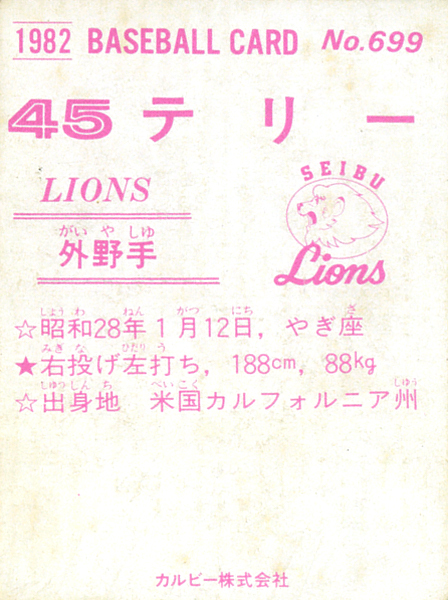 1982 BASEBALL CARD No.699
45 テリー
LIONS
SEIBU
Lions
がいやしゅ
外野手
しょうわ ねん がつ にち ざ
☆昭和28年1月12日, やぎ座
みぎな ひだりう
★右投げ左打ち, 188cm, 88kg
しゅっしんち べいこく しゅう
☆出身地 米国カルフォルニア州
カルビー株式会社